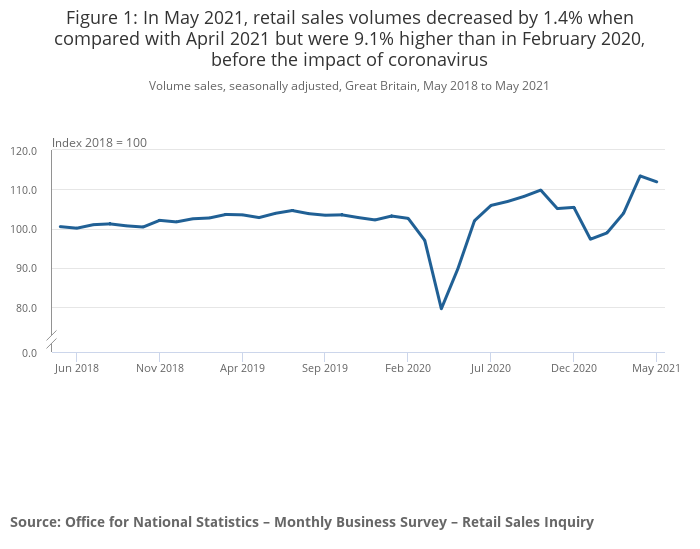 Figure 1: In May 2021, retail sales volumes decreased by 1.4% when
compared with April 2021 but were 9.1% higher than in February 2020,
before the impact of coronavirus
Volume sales, seasonally adjusted, Great Britain, May 2018 to May 2021
Index 2018 = 100
120.0
110.0
100.0
90.0
80.0
0.0
Jun 2018 Nov 2018 Apr 2019 Sep 2019 Feb 2020 Jul 2020 Dec 2020 May 2021
Source: Office for National Statistics – Monthly Business Survey – Retail Sales Inquiry